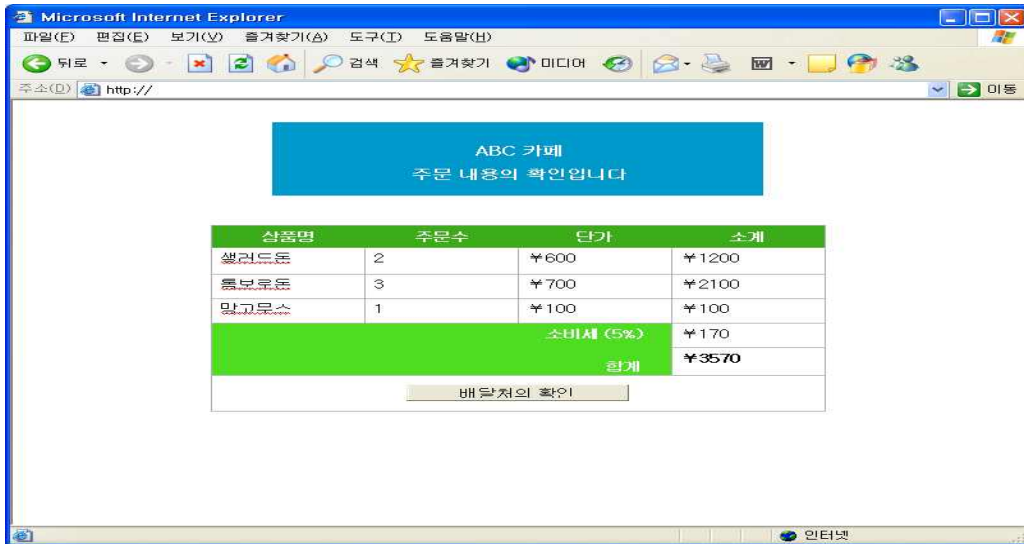 Microsoft Internet Explorer
파일(F) 편집(E) 보기(V) 즐겨찾기(A) 도구(T) 도움말(H)
뒤로 검색 즐겨찾기 미디어
주소(D) http:// 이동
ABC 카페
주문 내용의 확인입니다
상품명 주문수 단가 소계
샐러드동 2 ¥600 ¥1200
톰보로동 3 ¥700 ¥2100
망고무스 1 ¥100 ¥100
소비세 (5%) ¥170
합계 ¥3570
배달처의 확인
인터넷